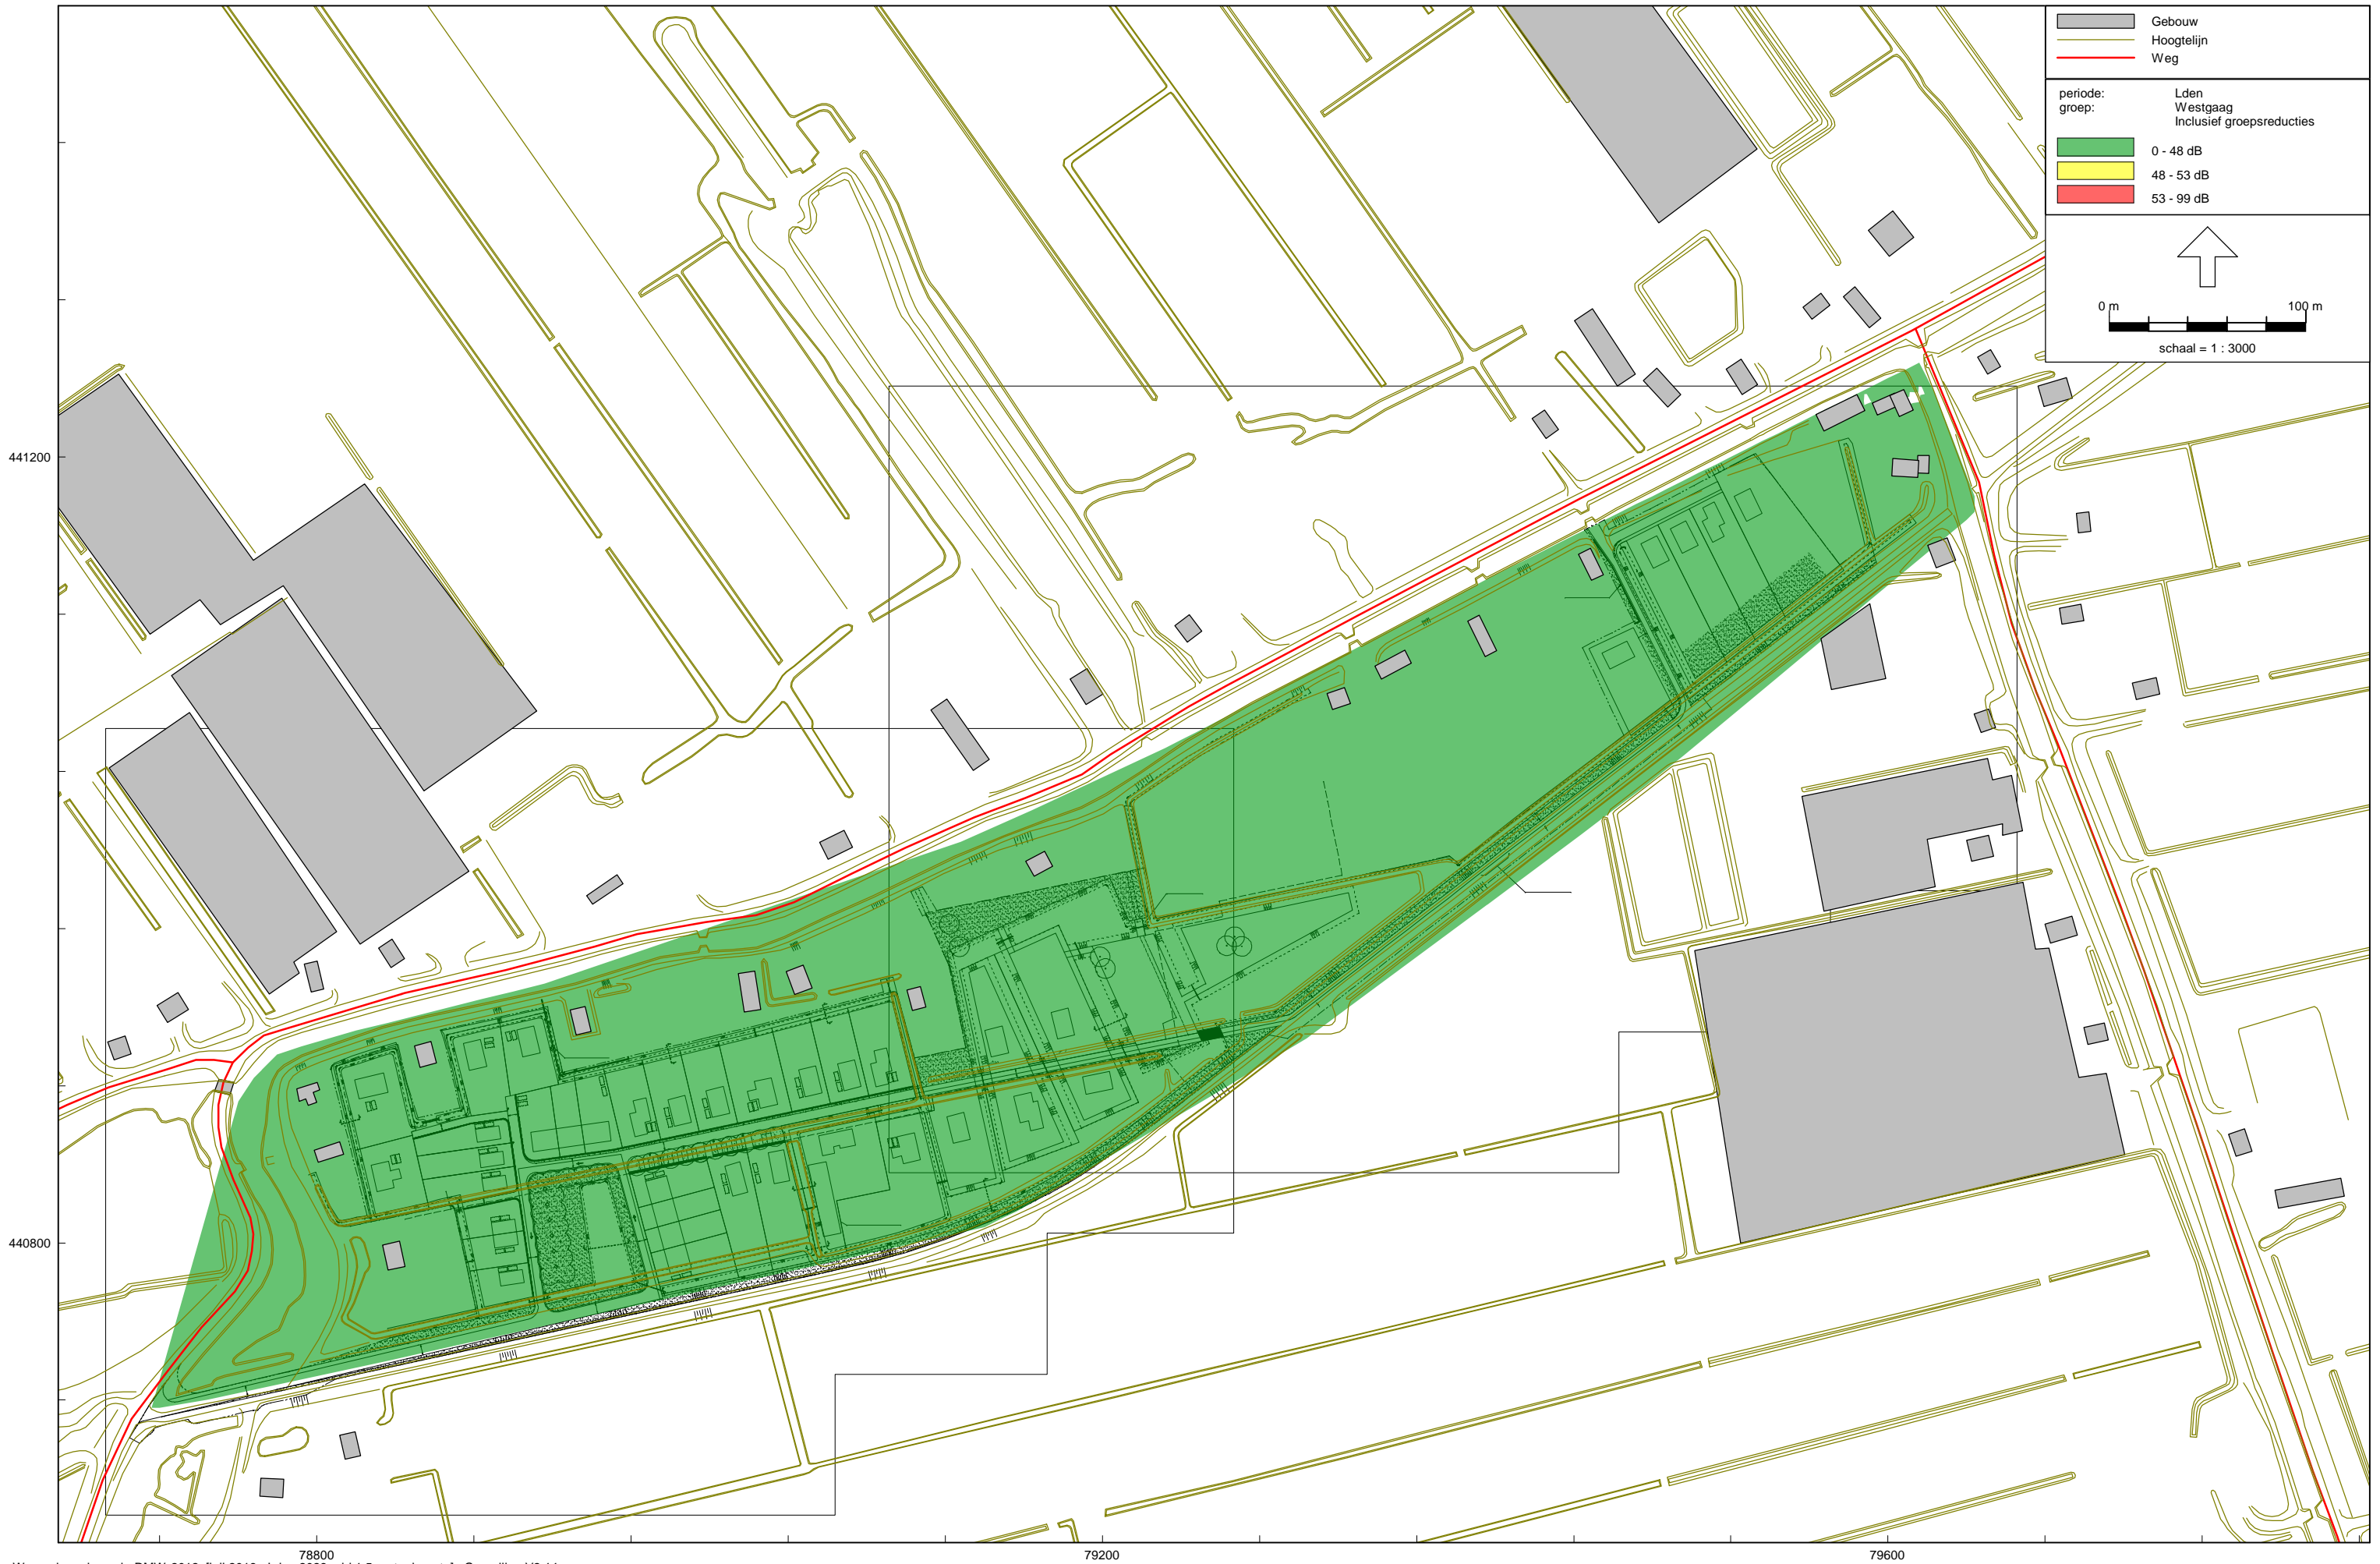 Gebouw
Hoogtelijn
Weg
periode: Lden
groep: Westgaag
Inclusief groepsreducties
0 - 48 dB
48 - 53 dB
53 - 99 dB
0 m 100 m
schaal = 1 : 3000
441200
440800
78800 79200 79600